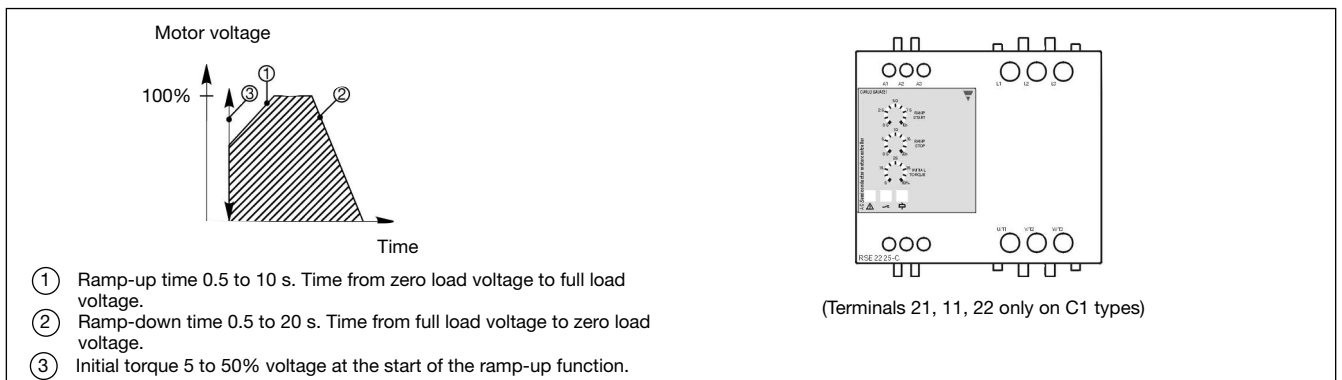 Motor voltage
100%
①
③
②
Time
① Ramp-up time 0.5 to 10 s. Time from zero load voltage to full load
voltage.
② Ramp-down time 0.5 to 20 s. Time from full load voltage to zero load
voltage.
③ Initial torque 5 to 50% voltage at the start of the ramp-up function.
A1 A2 A3
L1 L2 L3
RAMP
START
RAMP
STOP
INITIAL
TORQUE
A.C. Semiconductor motor controller
U/T1 V/T2 W/T3
RSE 22 25-C
(Terminals 21, 11, 22 only on C1 types)